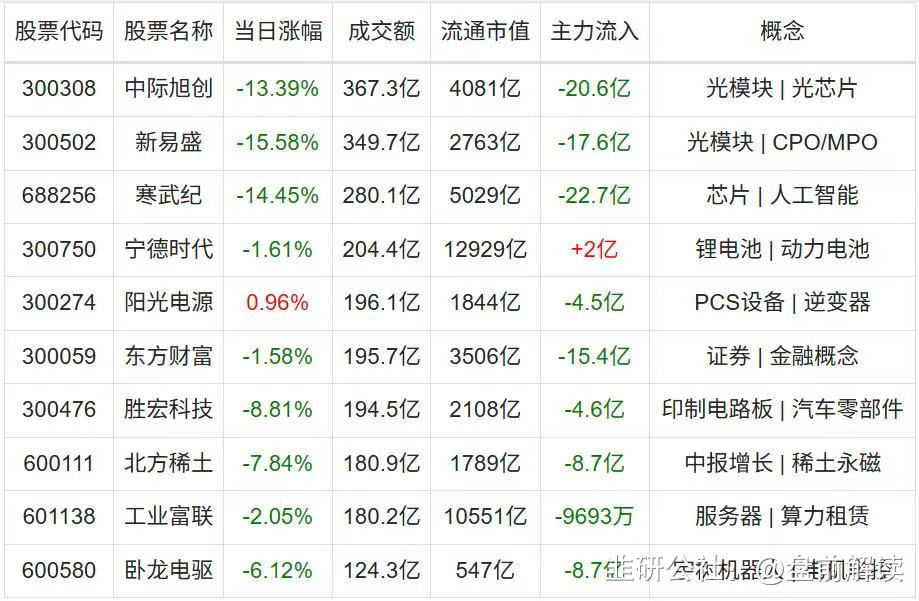 股票代码 股票名称 当日涨幅 成交额 流通市值 主力流入 概念
300308 中际旭创 -13.39% 367.3亿 4081亿 -20.6亿 光模块 | 光芯片
300502 新易盛 -15.58% 349.7亿 2763亿 -17.6亿 光模块 | CPO/MPO
688256 寒武纪 -14.45% 280.1亿 5029亿 -22.7亿 芯片 | 人工智能
300750 宁德时代 -1.61% 204.4亿 12929亿 +2亿 锂电池 | 动力电池
300274 阳光电源 0.96% 196.1亿 1844亿 -4.5亿 PCS设备 | 逆变器
300059 东方财富 -1.58% 195.7亿 3506亿 -15.4亿 证券 | 金融概念
300476 胜宏科技 -8.81% 194.5亿 2108亿 -4.6亿 印制电路板 | 汽车零部件
600111 北方稀土 -7.84% 180.9亿 1789亿 -8.7亿 中报增长 | 稀土永磁
601138 工业富联 -2.05% 180.2亿 10551亿 -9693万 服务器 | 算力租赁
600580 卧龙电驱 -6.12% 124.3亿 547亿 -8.7亿 机器人
韭研公社 @盘前解读